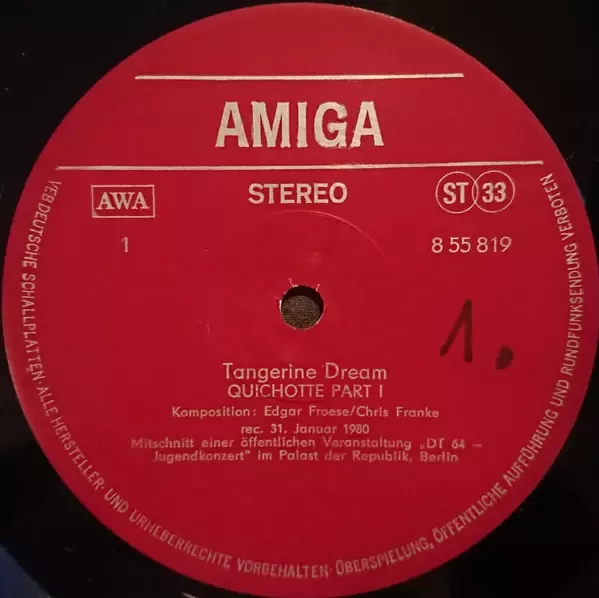 AMIGA
AWA
STEREO
ST 33
1
8 55 819
1.
Tangerine Dream
QUICHOTTE PART I
Komposition: Edgar Froese/Chris Franke
rec. 31. Januar 1980
Mitschnitt einer öffentlichen Veranstaltung „DT 64 —
Jugendkonzert" im Palast der Republik, Berlin
VEB DEUTSCHE SCHALLPLATTEN · ALLE HERSTELLER- UND URHEBERRECHTE VORBEHALTEN · ÜBERSPIELUNG, ÖFFENTLICHE AUFFÜHRUNG UND RUNDFUNKSENDUNG VERBOTEN